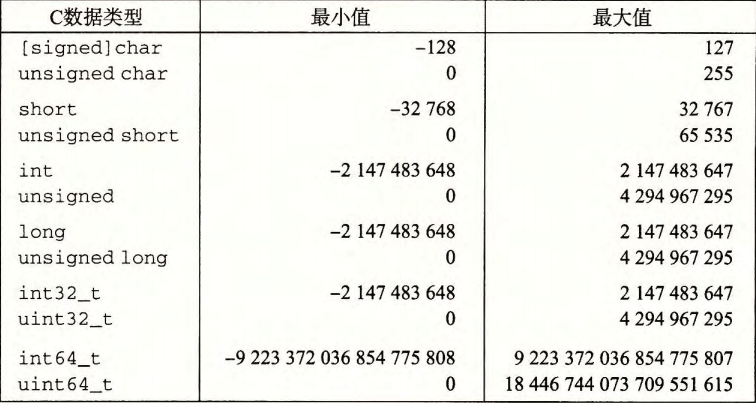 C数据类型 最小值 最大值
[signed]char −128 127
unsigned char 0 255
short −32 768 32 767
unsigned short 0 65 535
int −2 147 483 648 2 147 483 647
unsigned 0 4 294 967 295
long −2 147 483 648 2 147 483 647
unsigned long 0 4 294 967 295
int32_t −2 147 483 648 2 147 483 647
uint32_t 0 4 294 967 295
int64_t −9 223 372 036 854 775 808 9 223 372 036 854 775 807
uint64_t 0 18 446 744 073 709 551 615